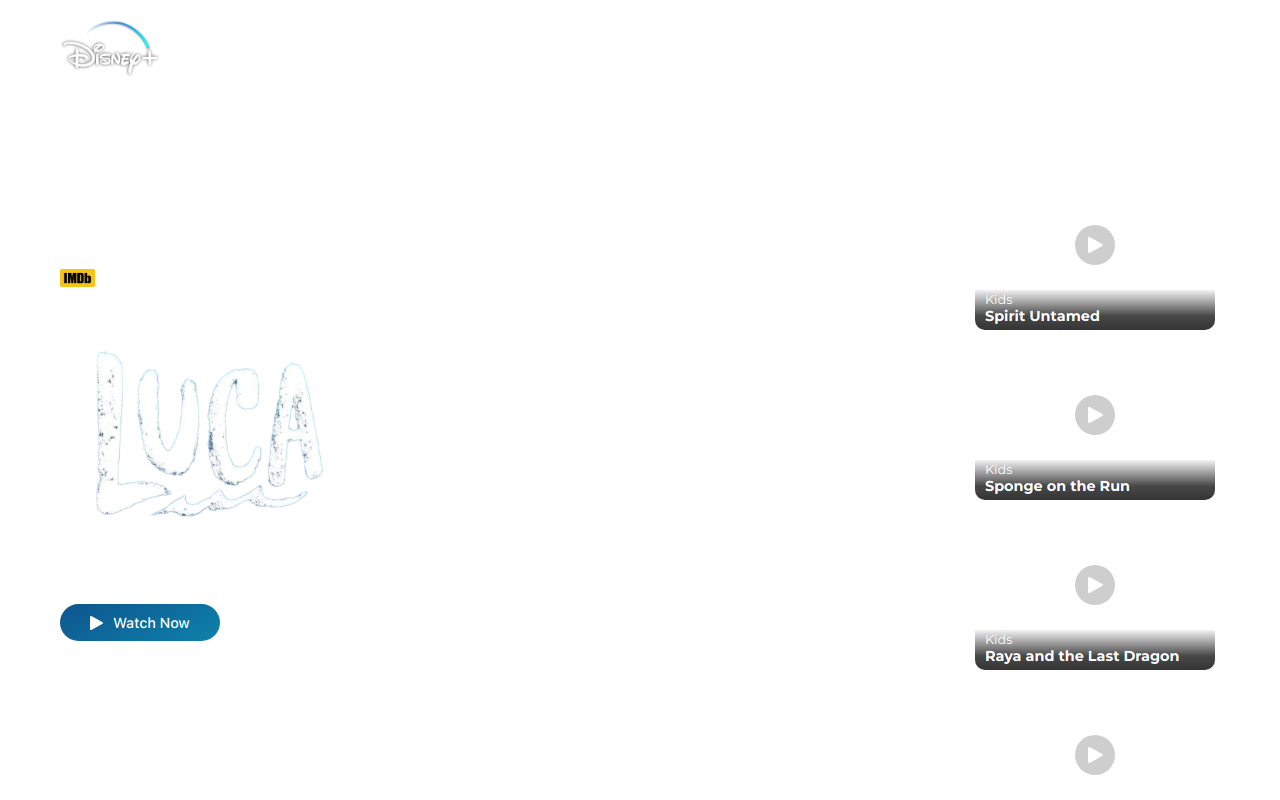 Disney+
IMDb
LUCA
Watch Now
Kids
Spirit Untamed
Kids
Sponge on the Run
Kids
Raya and the Last Dragon